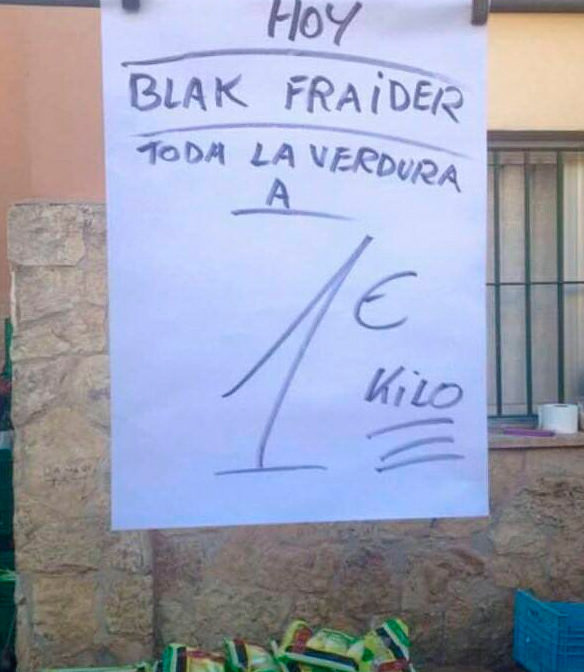 HOY
BLAK FRAiDER
TODA LA VERDURA
A
1 €
KiLO